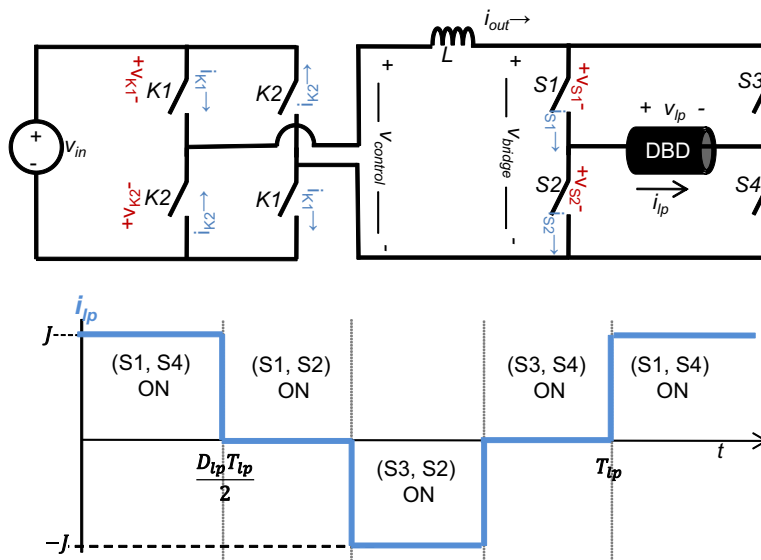 i_out→
L
+v_K1-
K1
i_K1→
K2
i_K2→
+
v_control
-
+
v_bridge
-
S1
+v_S1-
i_S1→
S3
+ v_lp -
DBD
i_lp
+
-
v_in
K2
+v_K2-
i_K2→
K1
i_K1→
S2
+v_S2-
i_S2→
S4
i_lp
J
(S1, S4)
ON
(S1, S2)
ON
(S3, S4)
ON
(S1, S4)
ON
D_lp T_lp
2
(S3, S2)
ON
T_lp
t
-J